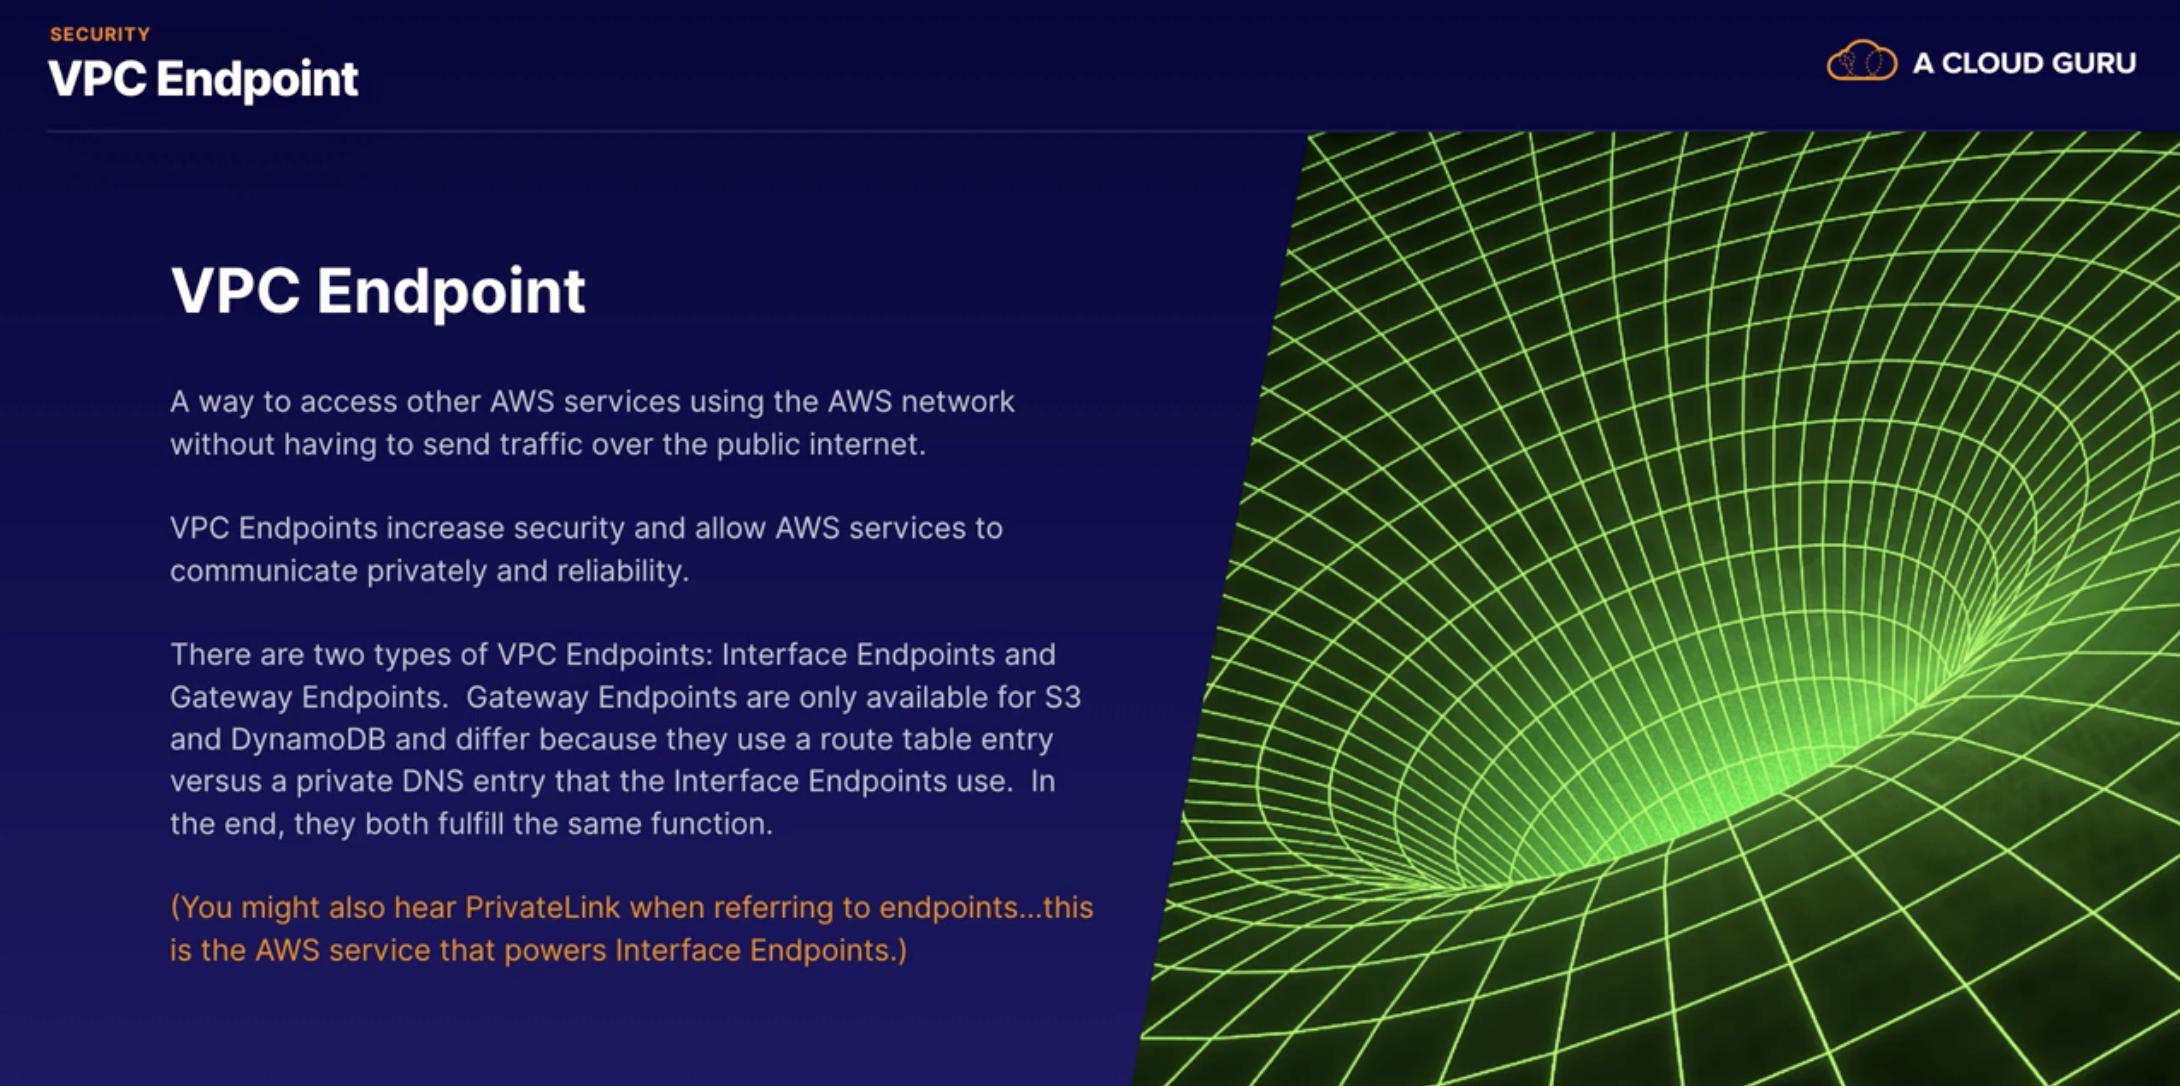 SECURITY
VPC Endpoint
A CLOUD GURU
VPC Endpoint
A way to access other AWS services using the AWS network
without having to send traffic over the public internet.
VPC Endpoints increase security and allow AWS services to
communicate privately and reliability.
There are two types of VPC Endpoints: Interface Endpoints and
Gateway Endpoints.  Gateway Endpoints are only available for S3
and DynamoDB and differ because they use a route table entry
versus a private DNS entry that the Interface Endpoints use.  In
the end, they both fulfill the same function.
(You might also hear PrivateLink when referring to endpoints...this
is the AWS service that powers Interface Endpoints.)